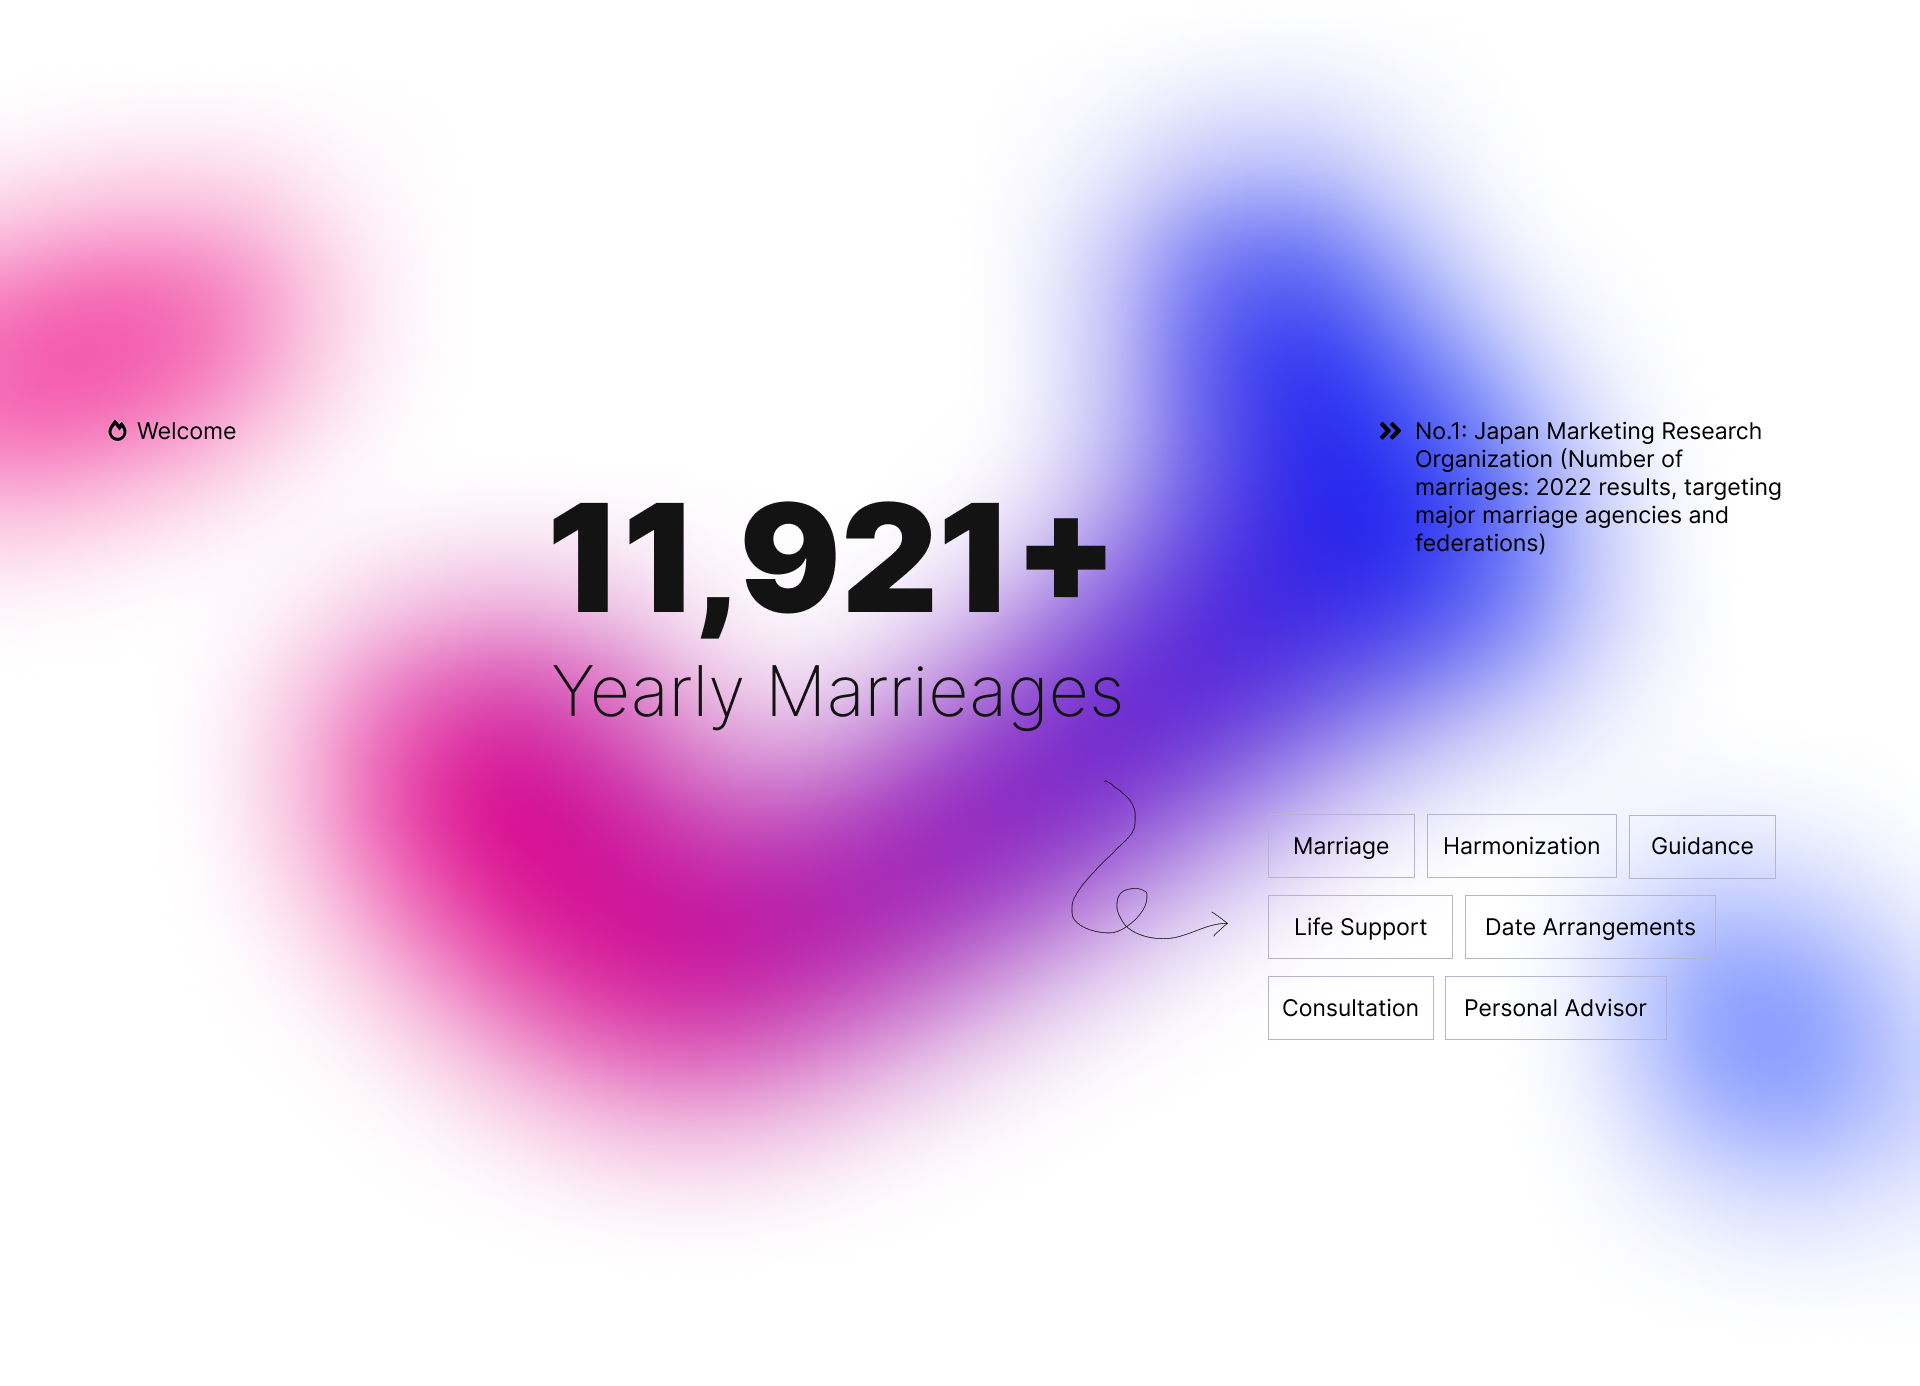 Welcome
No.1: Japan Marketing Research
Organization (Number of
marriages: 2022 results, targeting
major marriage agencies and
federations)
11,921+
Yearly Marrieages
Marriage
Harmonization
Guidance
Life Support
Date Arrangements
Consultation
Personal Advisor